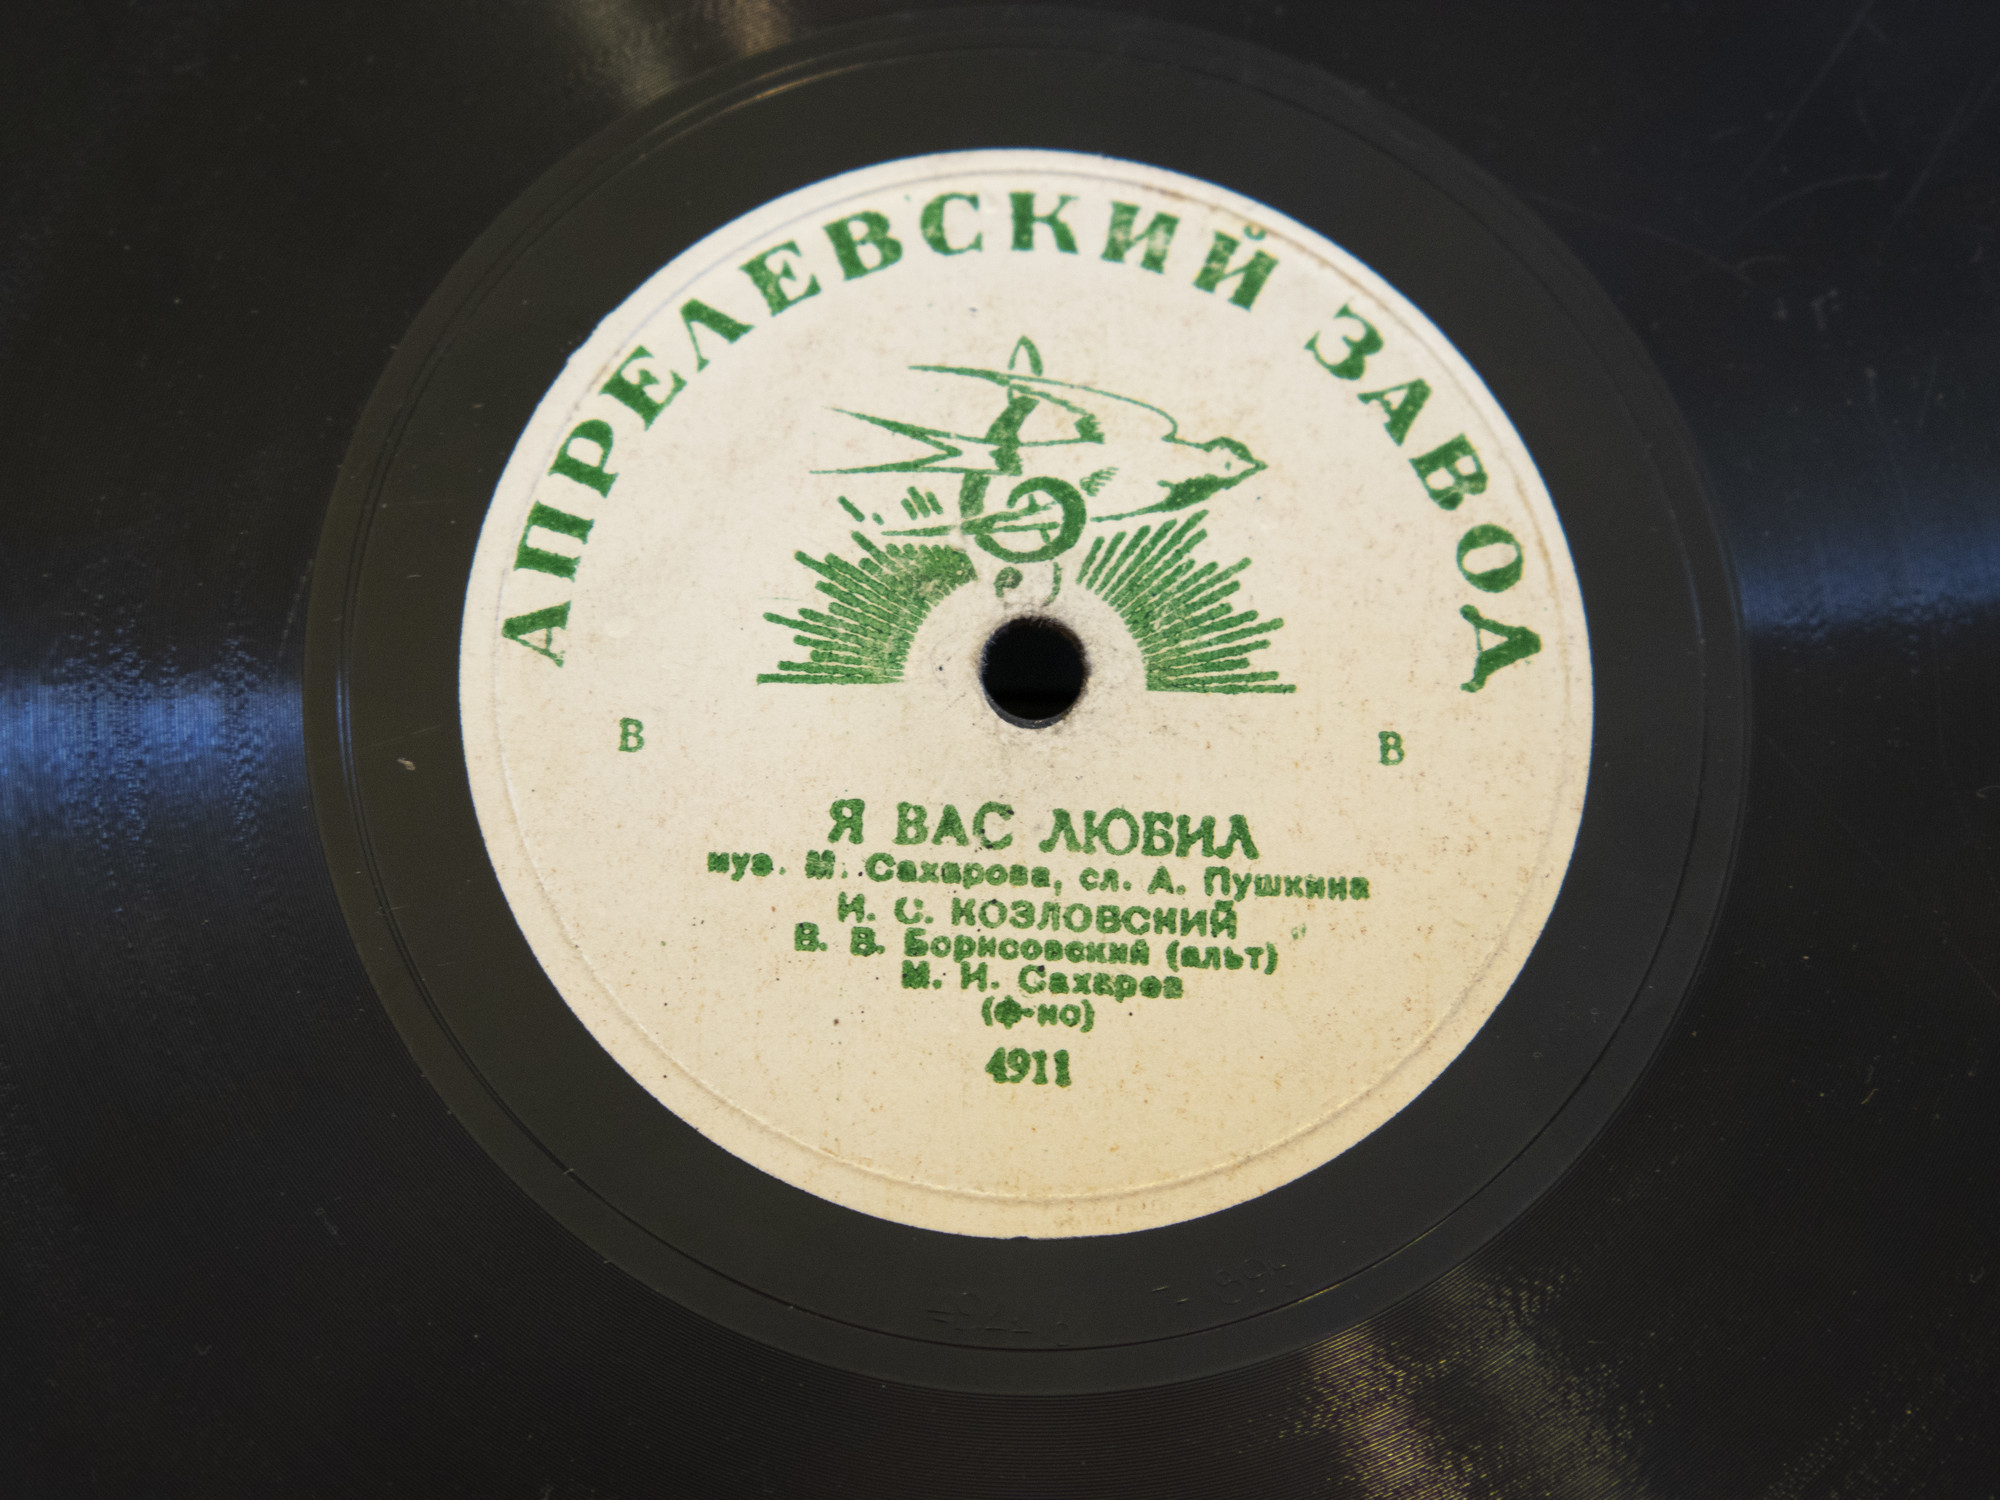 АПРЕЛЕВСКИЙ ЗАВОД
В В
Я ВАС ЛЮБИЛ
муз. М. Сахарова, сл. А. Пушкина
И. С. КОЗЛОВСКИЙ
В. В. Борисовский (альт)
М. И. Сахаров
(ф-но)
4911